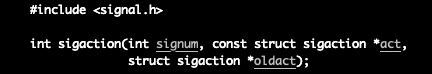 #include <signal.h>
int sigaction(int signum, const struct sigaction *act,
struct sigaction *oldact);